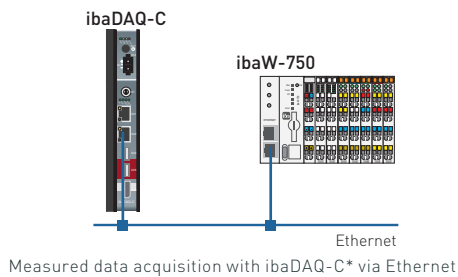 ibaDAQ-C
ibaW-750
Ethernet
Measured data acquisition with ibaDAQ-C* via Ethernet